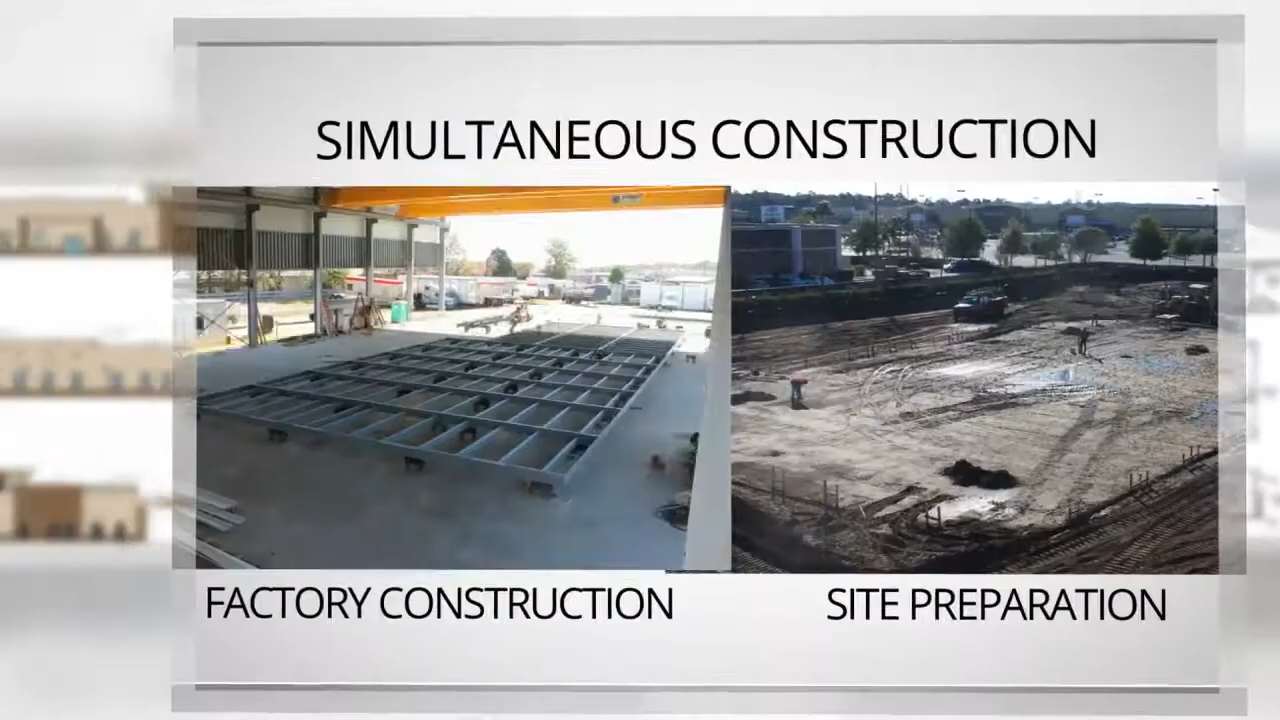 SIMULTANEOUS CONSTRUCTION
FACTORY CONSTRUCTION
SITE PREPARATION